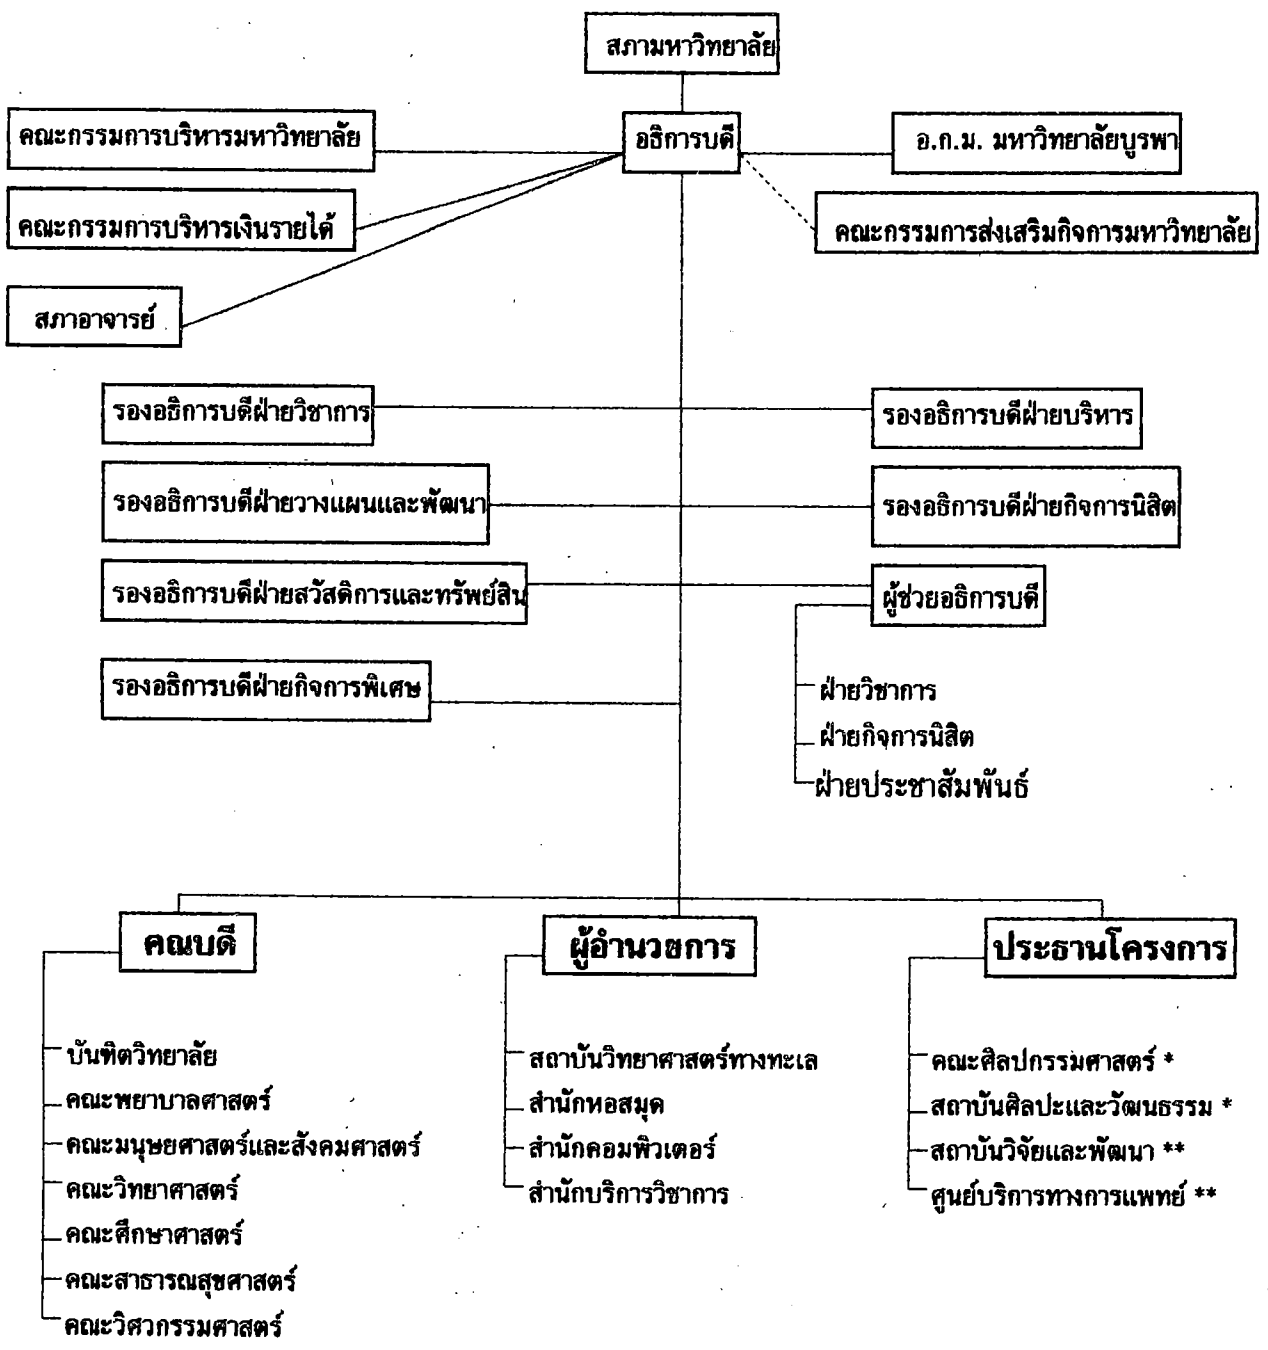 สภามหาวิทยาลัย
คณะกรรมการบริหารมหาวิทยาลัย
อธิการบดี
อ.ก.ม. มหาวิทยาลัยบูรพา
คณะกรรมการบริหารเงินรายได้
คณะกรรมการส่งเสริมกิจการมหาวิทยาลัย
สภาอาจารย์
รองอธิการบดีฝ่ายวิชาการ
รองอธิการบดีฝ่ายบริหาร
รองอธิการบดีฝ่ายวางแผนและพัฒนา
รองอธิการบดีฝ่ายกิจการนิสิต
รองอธิการบดีฝ่ายสวัสดิการและทรัพย์สิน
ผู้ช่วยอธิการบดี
รองอธิการบดีฝ่ายกิจการพิเศษ
ฝ่ายวิชาการ
ฝ่ายกิจการนิสิต
ฝ่ายประชาสัมพันธ์
คณบดี
บัณฑิตวิทยาลัย
คณะพยาบาลศาสตร์
คณะมนุษยศาสตร์และสังคมศาสตร์
คณะวิทยาศาสตร์
คณะศึกษาศาสตร์
คณะสาธารณสุขศาสตร์
คณะวิศวกรรมศาสตร์
ผู้อำนวยการ
สถาบันวิทยาศาสตร์ทางทะเล
สำนักหอสมุด
สำนักคอมพิวเตอร์
สำนักบริการวิชาการ
ประธานโครงการ
คณะศิลปกรรมศาสตร์ *
สถาบันศิลปะและวัฒนธรรม *
สถาบันวิจัยและพัฒนา **
ศูนย์บริการทางการแพทย์ **